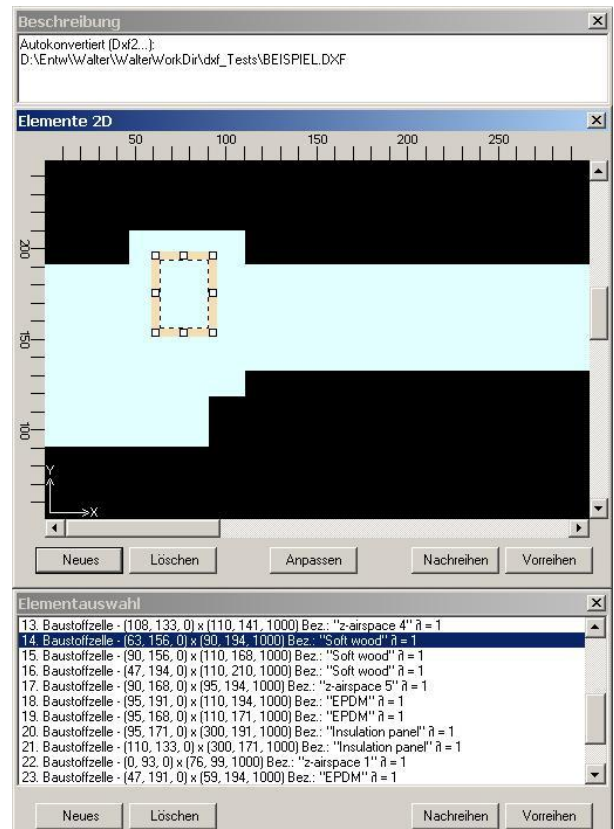 Beschreibung
Autokonvertiert (Dxf2...):
D:\Entw\Walter\WalterWorkDir\dxf_Tests\BEISPIEL.DXF
Elemente 2D
50 100 150 200 250
200
150
100
Y
X
Neues Löschen Anpassen Nachreihen Vorreihen
Elementauswahl
13. Baustoffzelle - (108, 133, 0) x (110, 141, 1000) Bez.: "z-airspace 4" λ = 1
14. Baustoffzelle - (63, 156, 0) x (90, 194, 1000) Bez.: "Soft wood" λ = 1
15. Baustoffzelle - (90, 156, 0) x (110, 168, 1000) Bez.: "Soft wood" λ = 1
16. Baustoffzelle - (47, 194, 0) x (110, 210, 1000) Bez.: "Soft wood" λ = 1
17. Baustoffzelle - (90, 168, 0) x (95, 194, 1000) Bez.: "z-airspace 5" λ = 1
18. Baustoffzelle - (95, 191, 0) x (110, 194, 1000) Bez.: "EPDM" λ = 1
19. Baustoffzelle - (95, 168, 0) x (110, 171, 1000) Bez.: "EPDM" λ = 1
20. Baustoffzelle - (95, 171, 0) x (300, 191, 1000) Bez.: "Insulation panel" λ = 1
21. Baustoffzelle - (110, 133, 0) x (300, 171, 1000) Bez.: "Insulation panel" λ = 1
22. Baustoffzelle - (0, 93, 0) x (76, 99, 1000) Bez.: "z-airspace 1" λ = 1
23. Baustoffzelle - (47, 191, 0) x (59, 194, 1000) Bez.: "EPDM" λ = 1
Neues Löschen Nachreihen Vorreihen